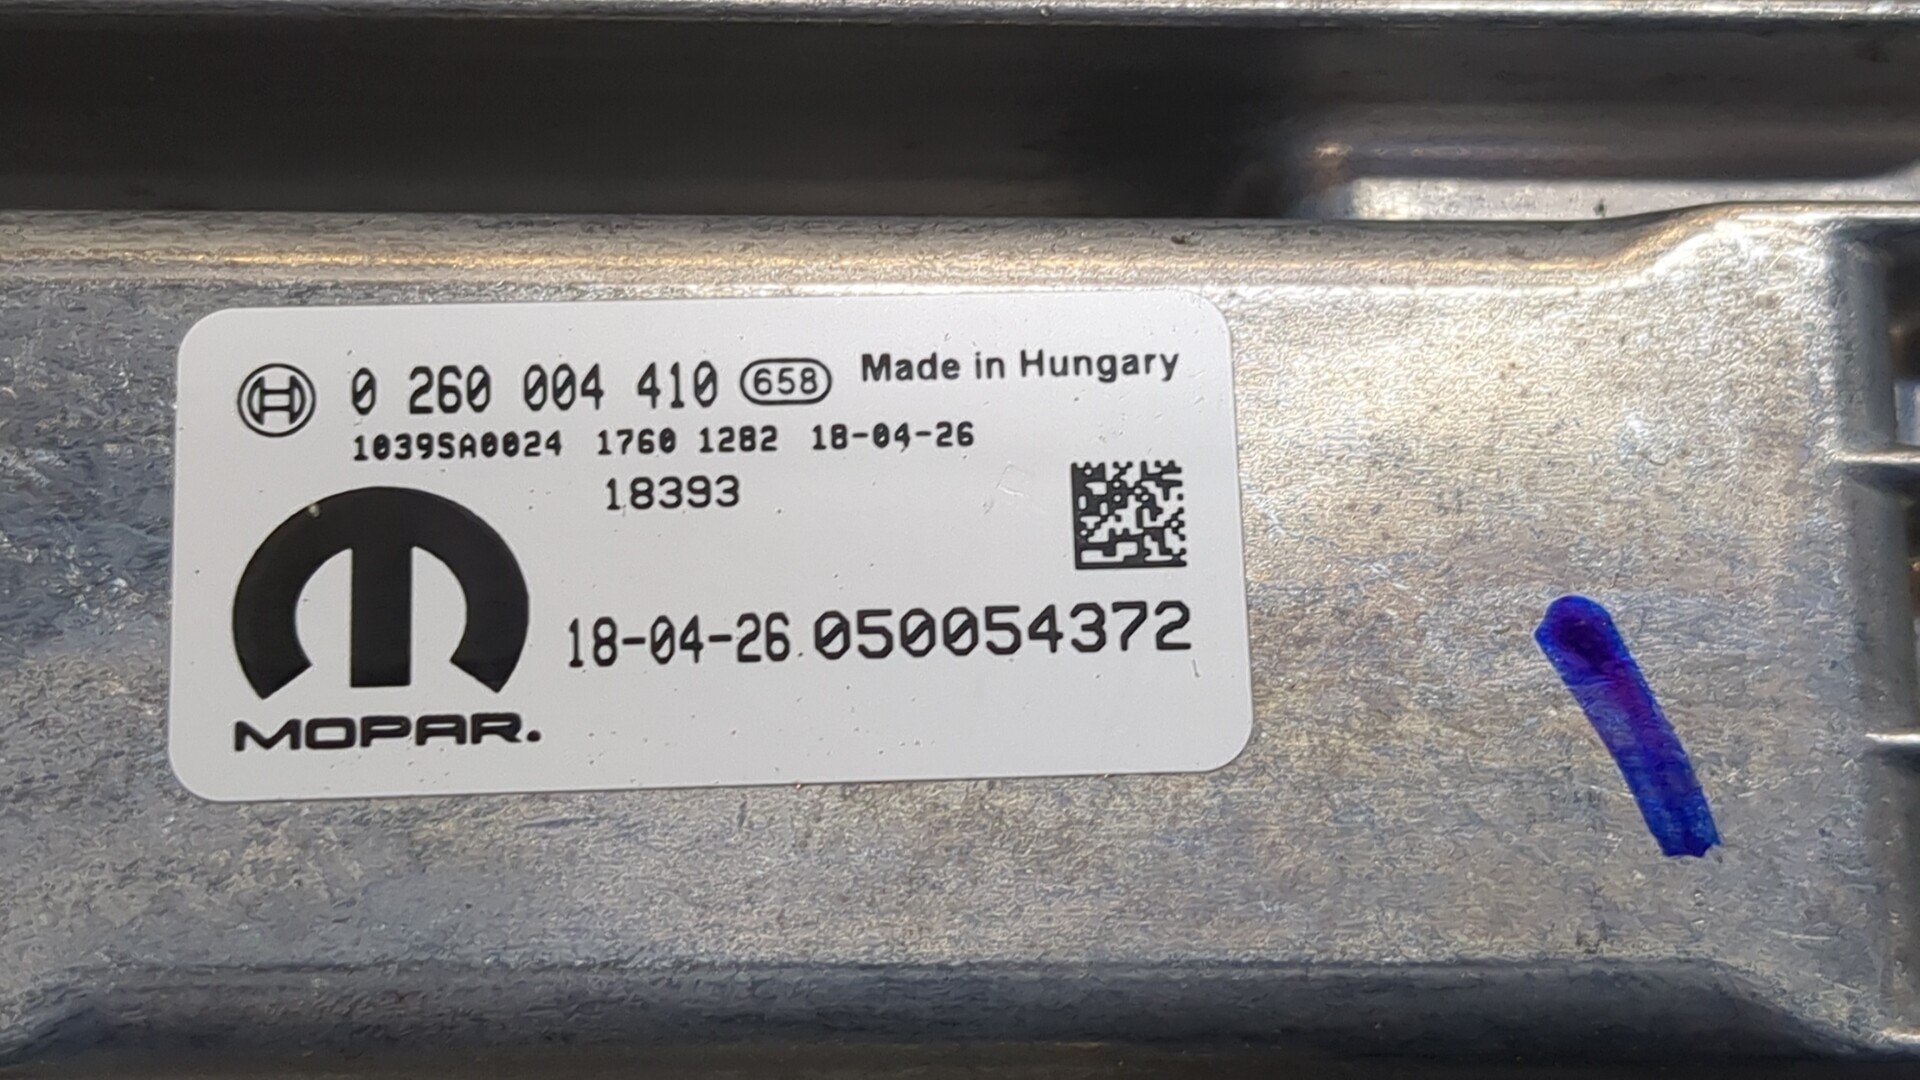 0 260 004 410 658 Made in Hungary
1039SA0024 1760 1282 18-04-26
18393
18-04-26 050054372
MOPAR.